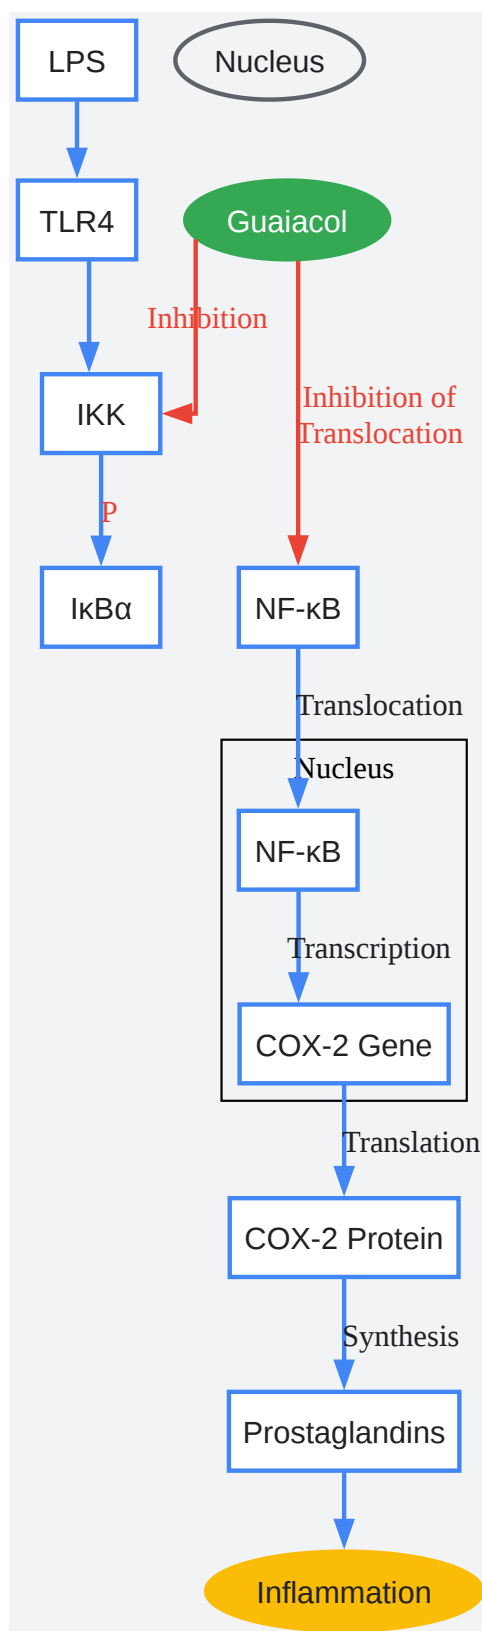 LPS
Nucleus
TLR4
Guaiacol
Inhibition
Inhibition of
Translocation
IKK
P
IκBα
NF-κB
Translocation
Nucleus
NF-κB
Transcription
COX-2 Gene
Translation
COX-2 Protein
Synthesis
Prostaglandins
Inflammation